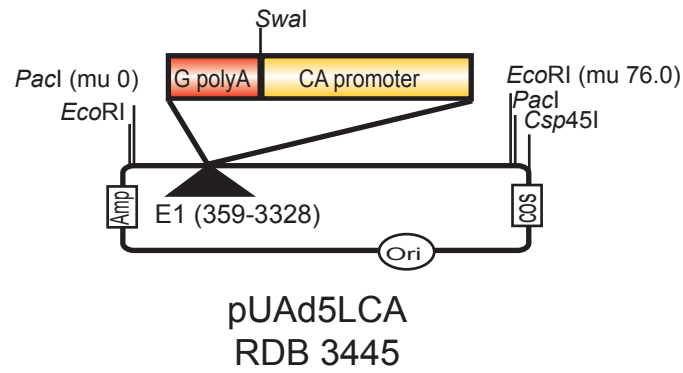 SwaI
G polyA
CA promoter
PacI (mu 0)
EcoRI
EcoRI (mu 76.0)
PacI
Csp45I
Amp
E1 (359-3328)
cos
Ori
pUAd5LCA
RDB 3445